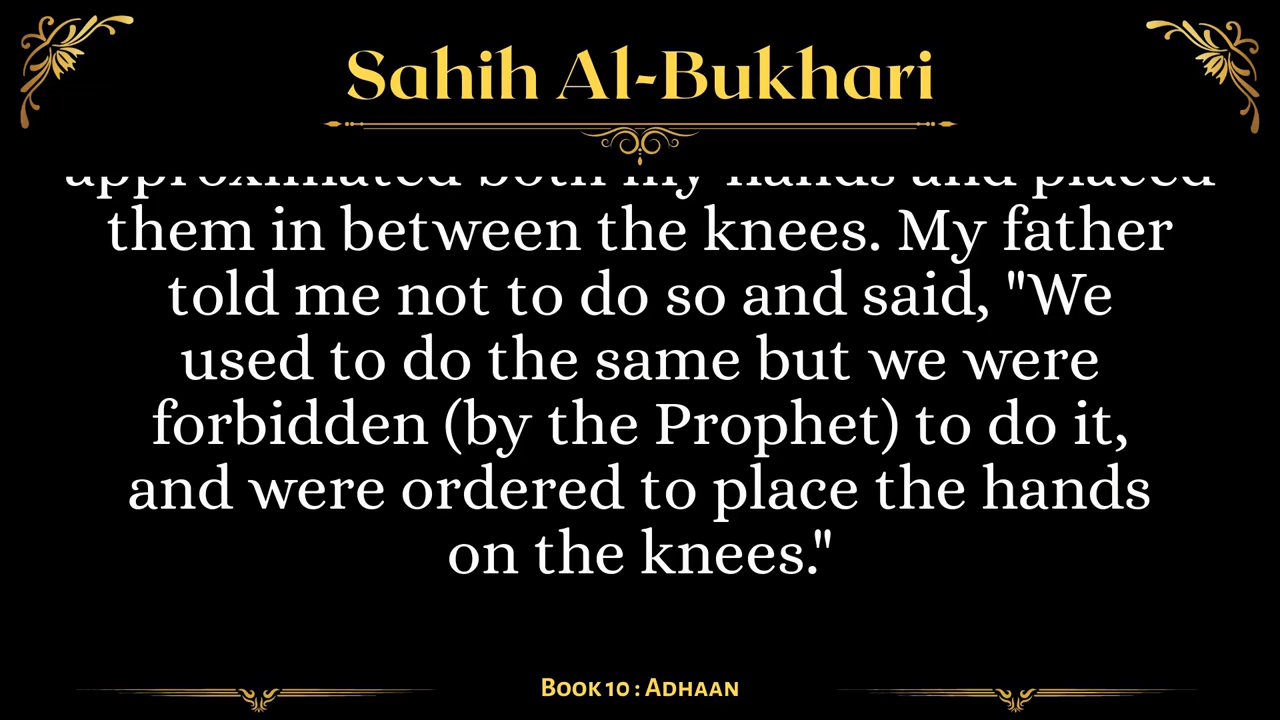 Sahih Al-Bukhari
approximated both my hands and placed
them in between the knees. My father
told me not to do so and said, "We
used to do the same but we were
forbidden (by the Prophet) to do it,
and were ordered to place the hands
on the knees."
Book 10 : Adhaan